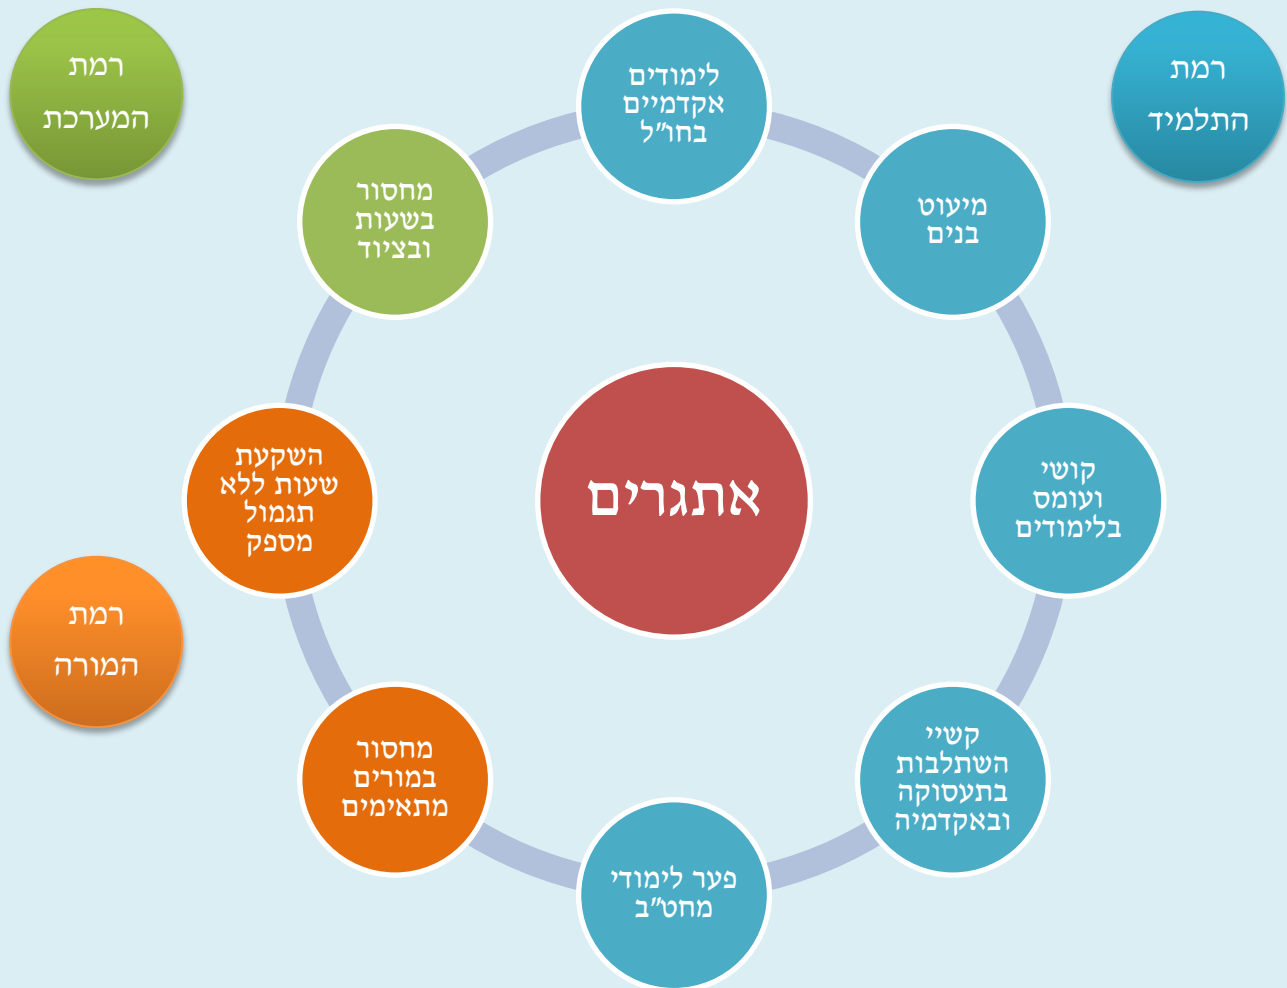 רמת
התלמיד
לימודים
אקדמיים
בחו"ל
רמת
המערכת
מיעוט
בנים
מחסור
בשעות
ובציוד
קושי
ועומס
בלימודים
אתגרים
השקעת
שעות ללא
תגמול
מספק
רמת
המורה
קשיי
השתלבות
בתעסוקה
ובאקדמיה
מחסור
במורים
מתאימים
פער לימודי
מחט"ב